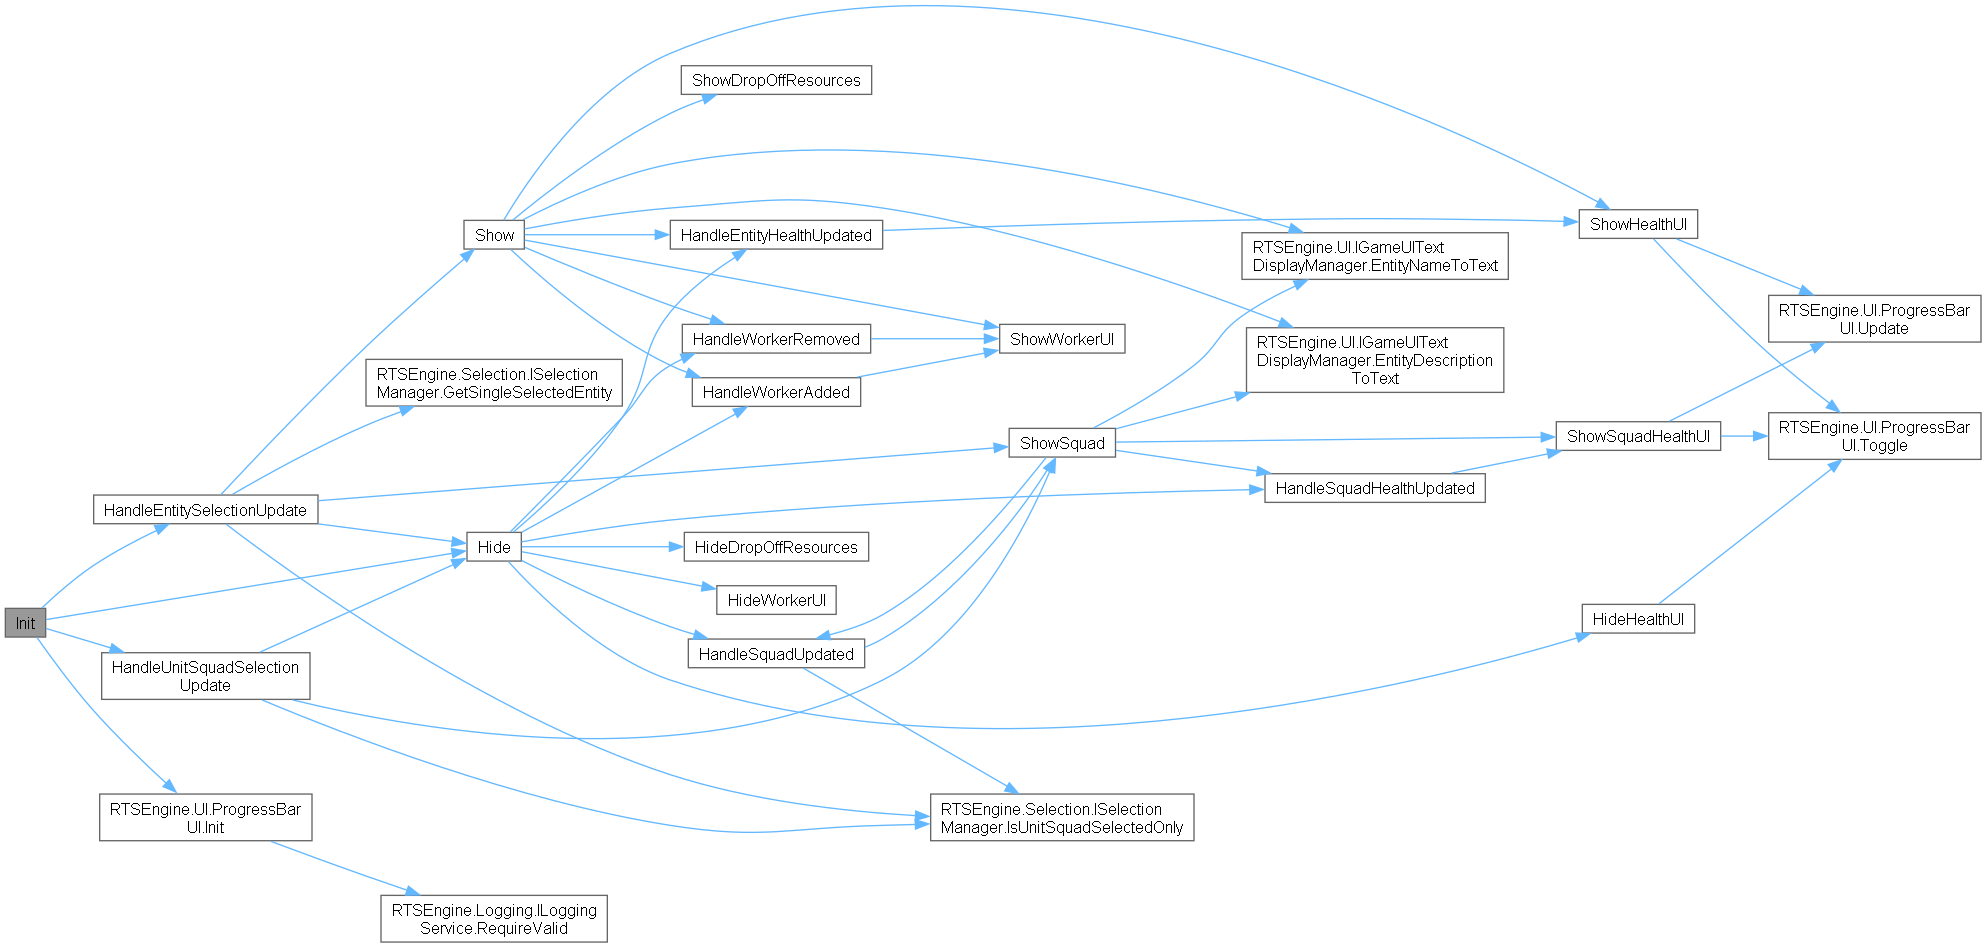 ShowDropOffResources
Show
HandleEntityHealthUpdated
ShowHealthUI
RTSEngine.UI.IGameUIText
DisplayManager.EntityNameToText
RTSEngine.UI.ProgressBar
UI.Update
HandleWorkerRemoved
ShowWorkerUI
RTSEngine.UI.IGameUIText
DisplayManager.EntityDescription
ToText
RTSEngine.Selection.ISelection
Manager.GetSingleSelectedEntity
HandleWorkerAdded
ShowSquad
ShowSquadHealthUI
RTSEngine.UI.ProgressBar
UI.Toggle
HandleSquadHealthUpdated
HandleEntitySelectionUpdate
Hide
HideDropOffResources
HideWorkerUI
HideHealthUI
Init
HandleSquadUpdated
HandleUnitSquadSelection
Update
RTSEngine.UI.ProgressBar
UI.Init
RTSEngine.Selection.ISelection
Manager.IsUnitSquadSelectedOnly
RTSEngine.Logging.ILogging
Service.RequireValid